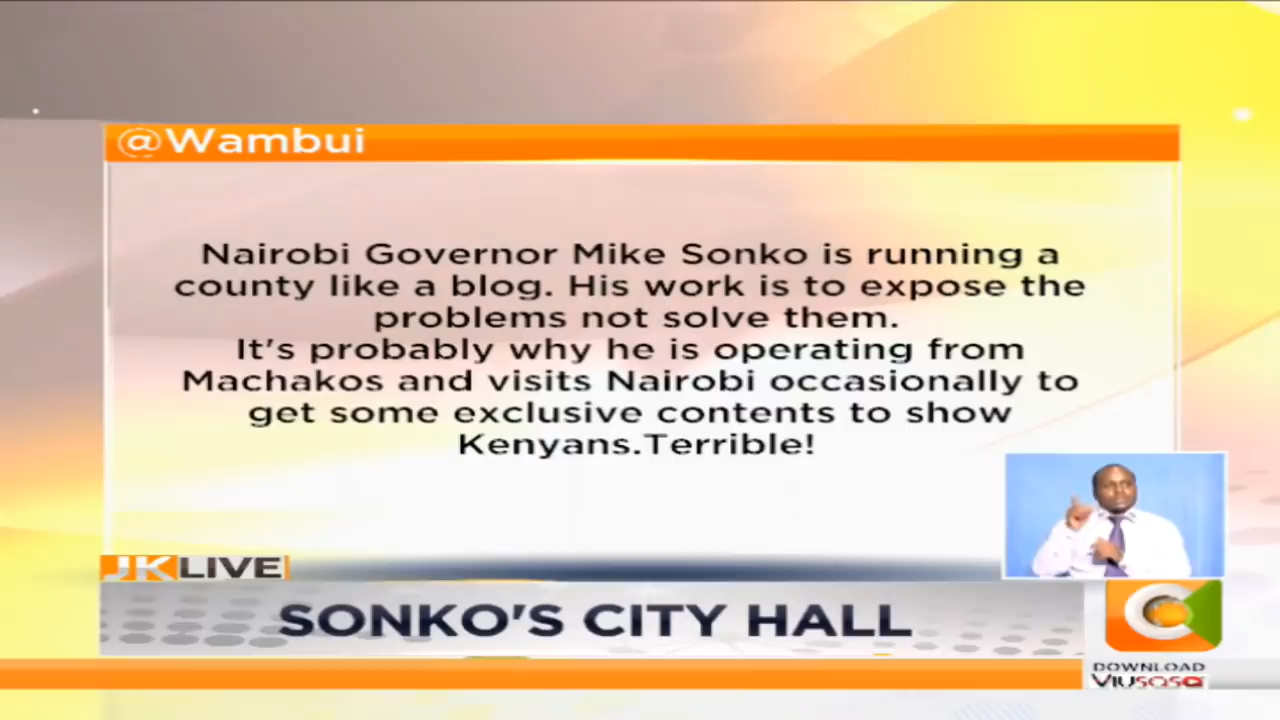 @Wambui
Nairobi Governor Mike Sonko is running a
county like a blog. His work is to expose the
problems not solve them.
It's probably why he is operating from
Machakos and visits Nairobi occasionally to
get some exclusive contents to show
Kenyans.Terrible!
JKLIVE
SONKO'S CITY HALL
DOWNLOAD
VIUSASA